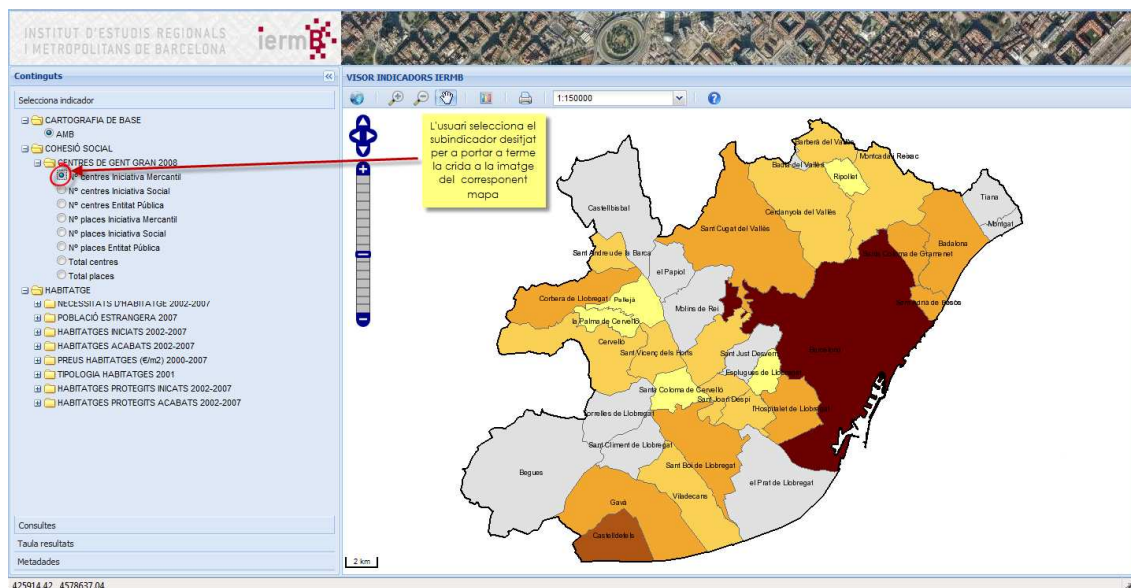 INSTITUT D'ESTUDIS REGIONALS
I METROPOLITANS DE BARCELONA
iermB
Continguts
VISOR INDICADORS IERMB
Selecciona indicador
1:150000
CARTOGRAFIA DE BASE
AMB
COHESIÓ SOCIAL
CENTRES DE GENT GRAN 2008
Nº centres Iniciativa Mercantil
Nº centres Iniciativa Social
Nº centres Entitat Pública
Nº places Iniciativa Mercantil
Nº places Iniciativa Social
Nº places Entitat Pública
Total centres
Total places
HABITATGE
NECESSITATS D'HABITATGE 2002-2007
POBLACIÓ ESTRANGERA 2007
HABITATGES INICIATS 2002-2007
HABITATGES ACABATS 2002-2007
PREUS HABITATGES (€/m2) 2000-2007
TIPOLOGIA HABITATGES 2001
HABITATGES PROTEGITS INICATS 2002-2007
HABITATGES PROTEGITS ACABATS 2002-2007
Consultes
Taula resultats
Metadades
L'usuari selecciona el
subindicador desitjat
per a portar a terme
la crida a la imatge
del corresponent
mapa
Barberà del Vallès
Badia del Vallès
Montcada i Reixac
Ripollet
Tiana
Castellbisbal
Cerdanyola del Vallès
Montgat
Sant Cugat del Vallès
Badalona
Sant Andreu de la Barca
Santa Coloma de Gramenet
el Papiol
Corbera de Llobregat
Pallejà
Sant Adrià de Besòs
Molins de Rei
la Palma de Cervelló
Cervelló
Sant Vicenç dels Horts
Sant Just Desvern
Barcelona
Esplugues de Llobregat
Santa Coloma de Cervelló
Sant Joan Despí
l'Hospitalet de Llobregat
Torrelles de Llobregat
Sant Climent de Llobregat
Sant Boi de Llobregat
Begues
el Prat de Llobregat
Viladecans
Gavà
Castelldefels
2 km
425914.42, 4578637.04